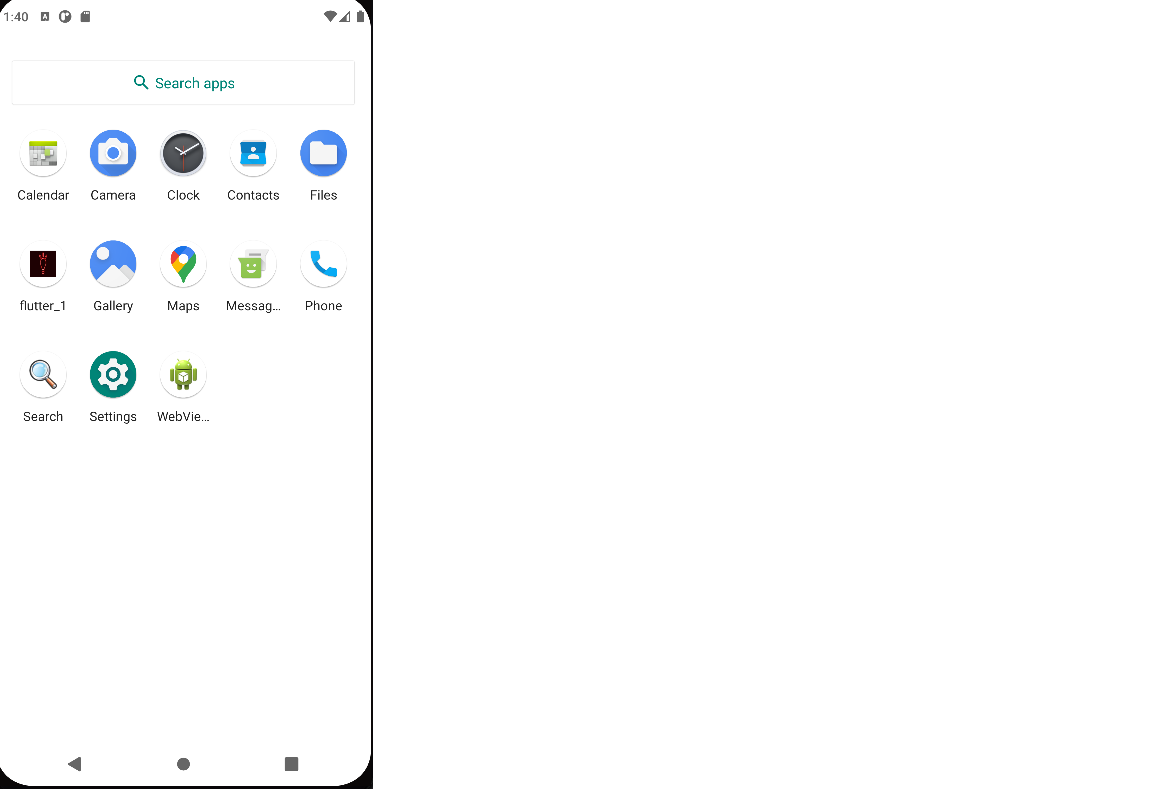 1:40
Search apps
Calendar Camera Clock Contacts Files
flutter_1 Gallery Maps Messag... Phone
Search Settings WebVie...